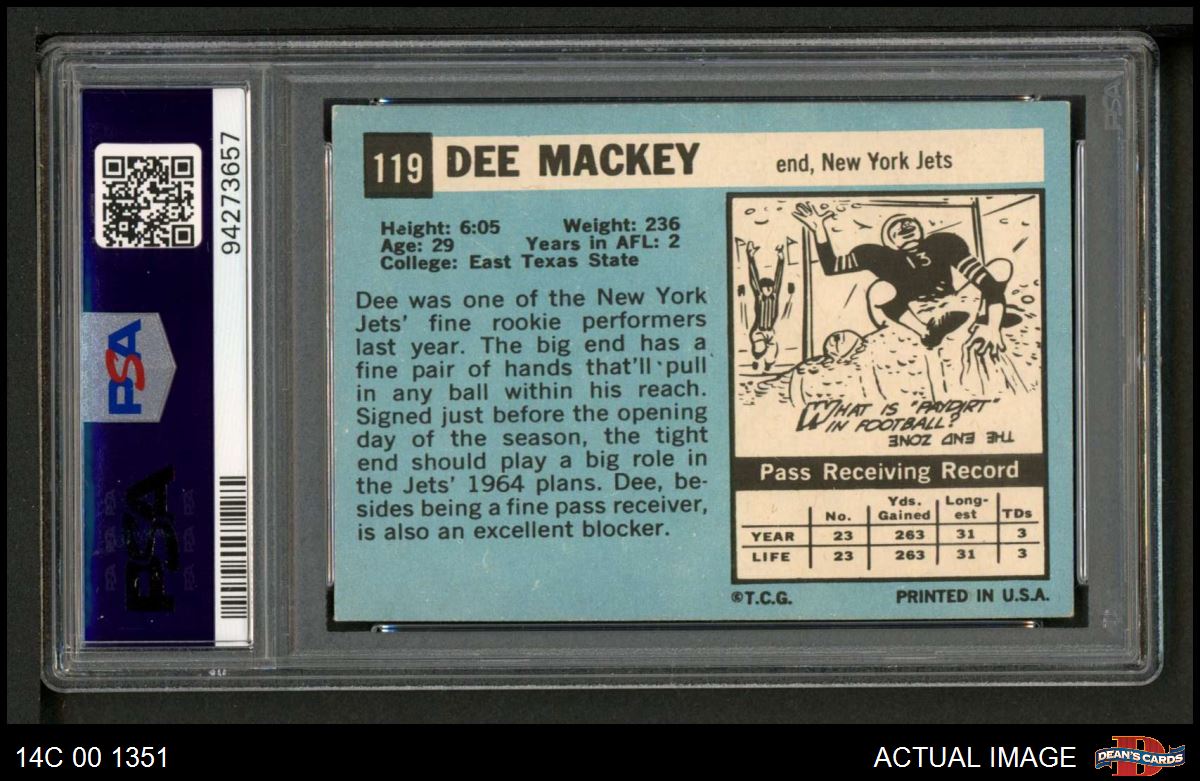 94273657
PSA
PSA
119 DEE MACKEY end, New York Jets
Height: 6:05 Weight: 236
Age: 29 Years in AFL: 2
College: East Texas State
Dee was one of the New York
Jets' fine rookie performers
last year. The big end has a
fine pair of hands that'll pull
in any ball within his reach.
Signed just before the opening
day of the season, the tight
end should play a big role in
the Jets' 1964 plans. Dee, be-
sides being a fine pass receiver,
is also an excellent blocker.
13
WHAT IS "PAYDIRT"
IN FOOTBALL?
THE END ZONE
Pass Receiving Record
No. Yds. Gained Long-est TDs
YEAR 23 263 31 3
LIFE 23 263 31 3
©T.C.G. PRINTED IN U.S.A.
PSA
14C 00 1351
ACTUAL IMAGE
DEAN'S CARDS